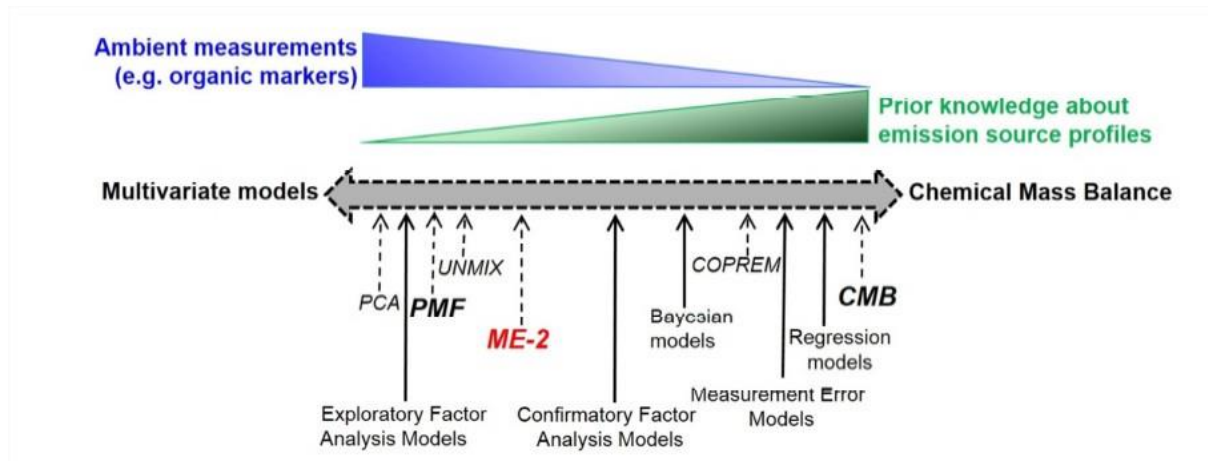 Ambient measurements
(e.g. organic markers)
Prior knowledge about
emission source profiles
Multivariate models
Chemical Mass Balance
PCA
PMF
UNMIX
ME-2
COPREM
CMB
Bayesian
models
Regression
models
Measurement Error
Models
Exploratory Factor
Analysis Models
Confirmatory Factor
Analysis Models